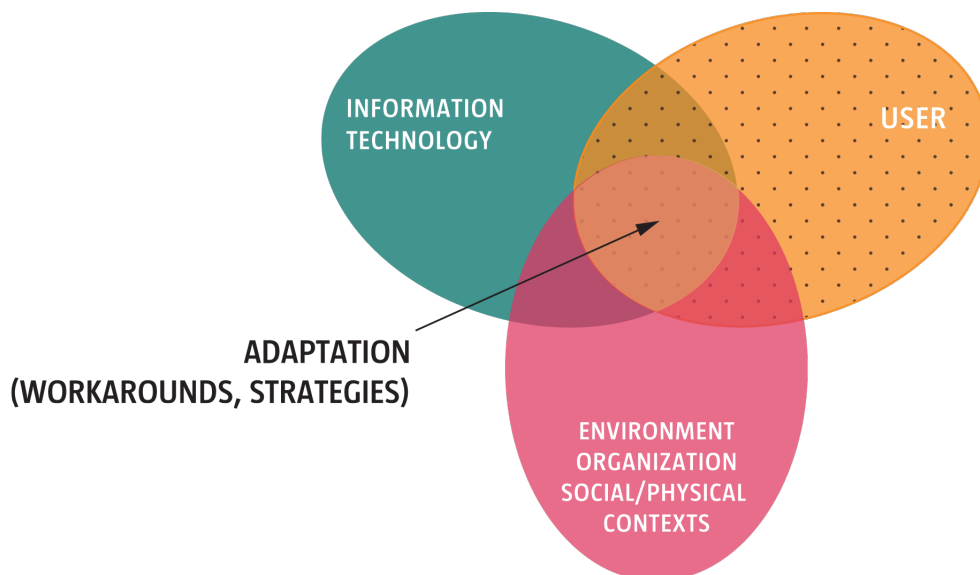 INFORMATION
TECHNOLOGY
USER
ADAPTATION
(WORKAROUNDS, STRATEGIES)
ENVIRONMENT
ORGANIZATION
SOCIAL/PHYSICAL
CONTEXTS